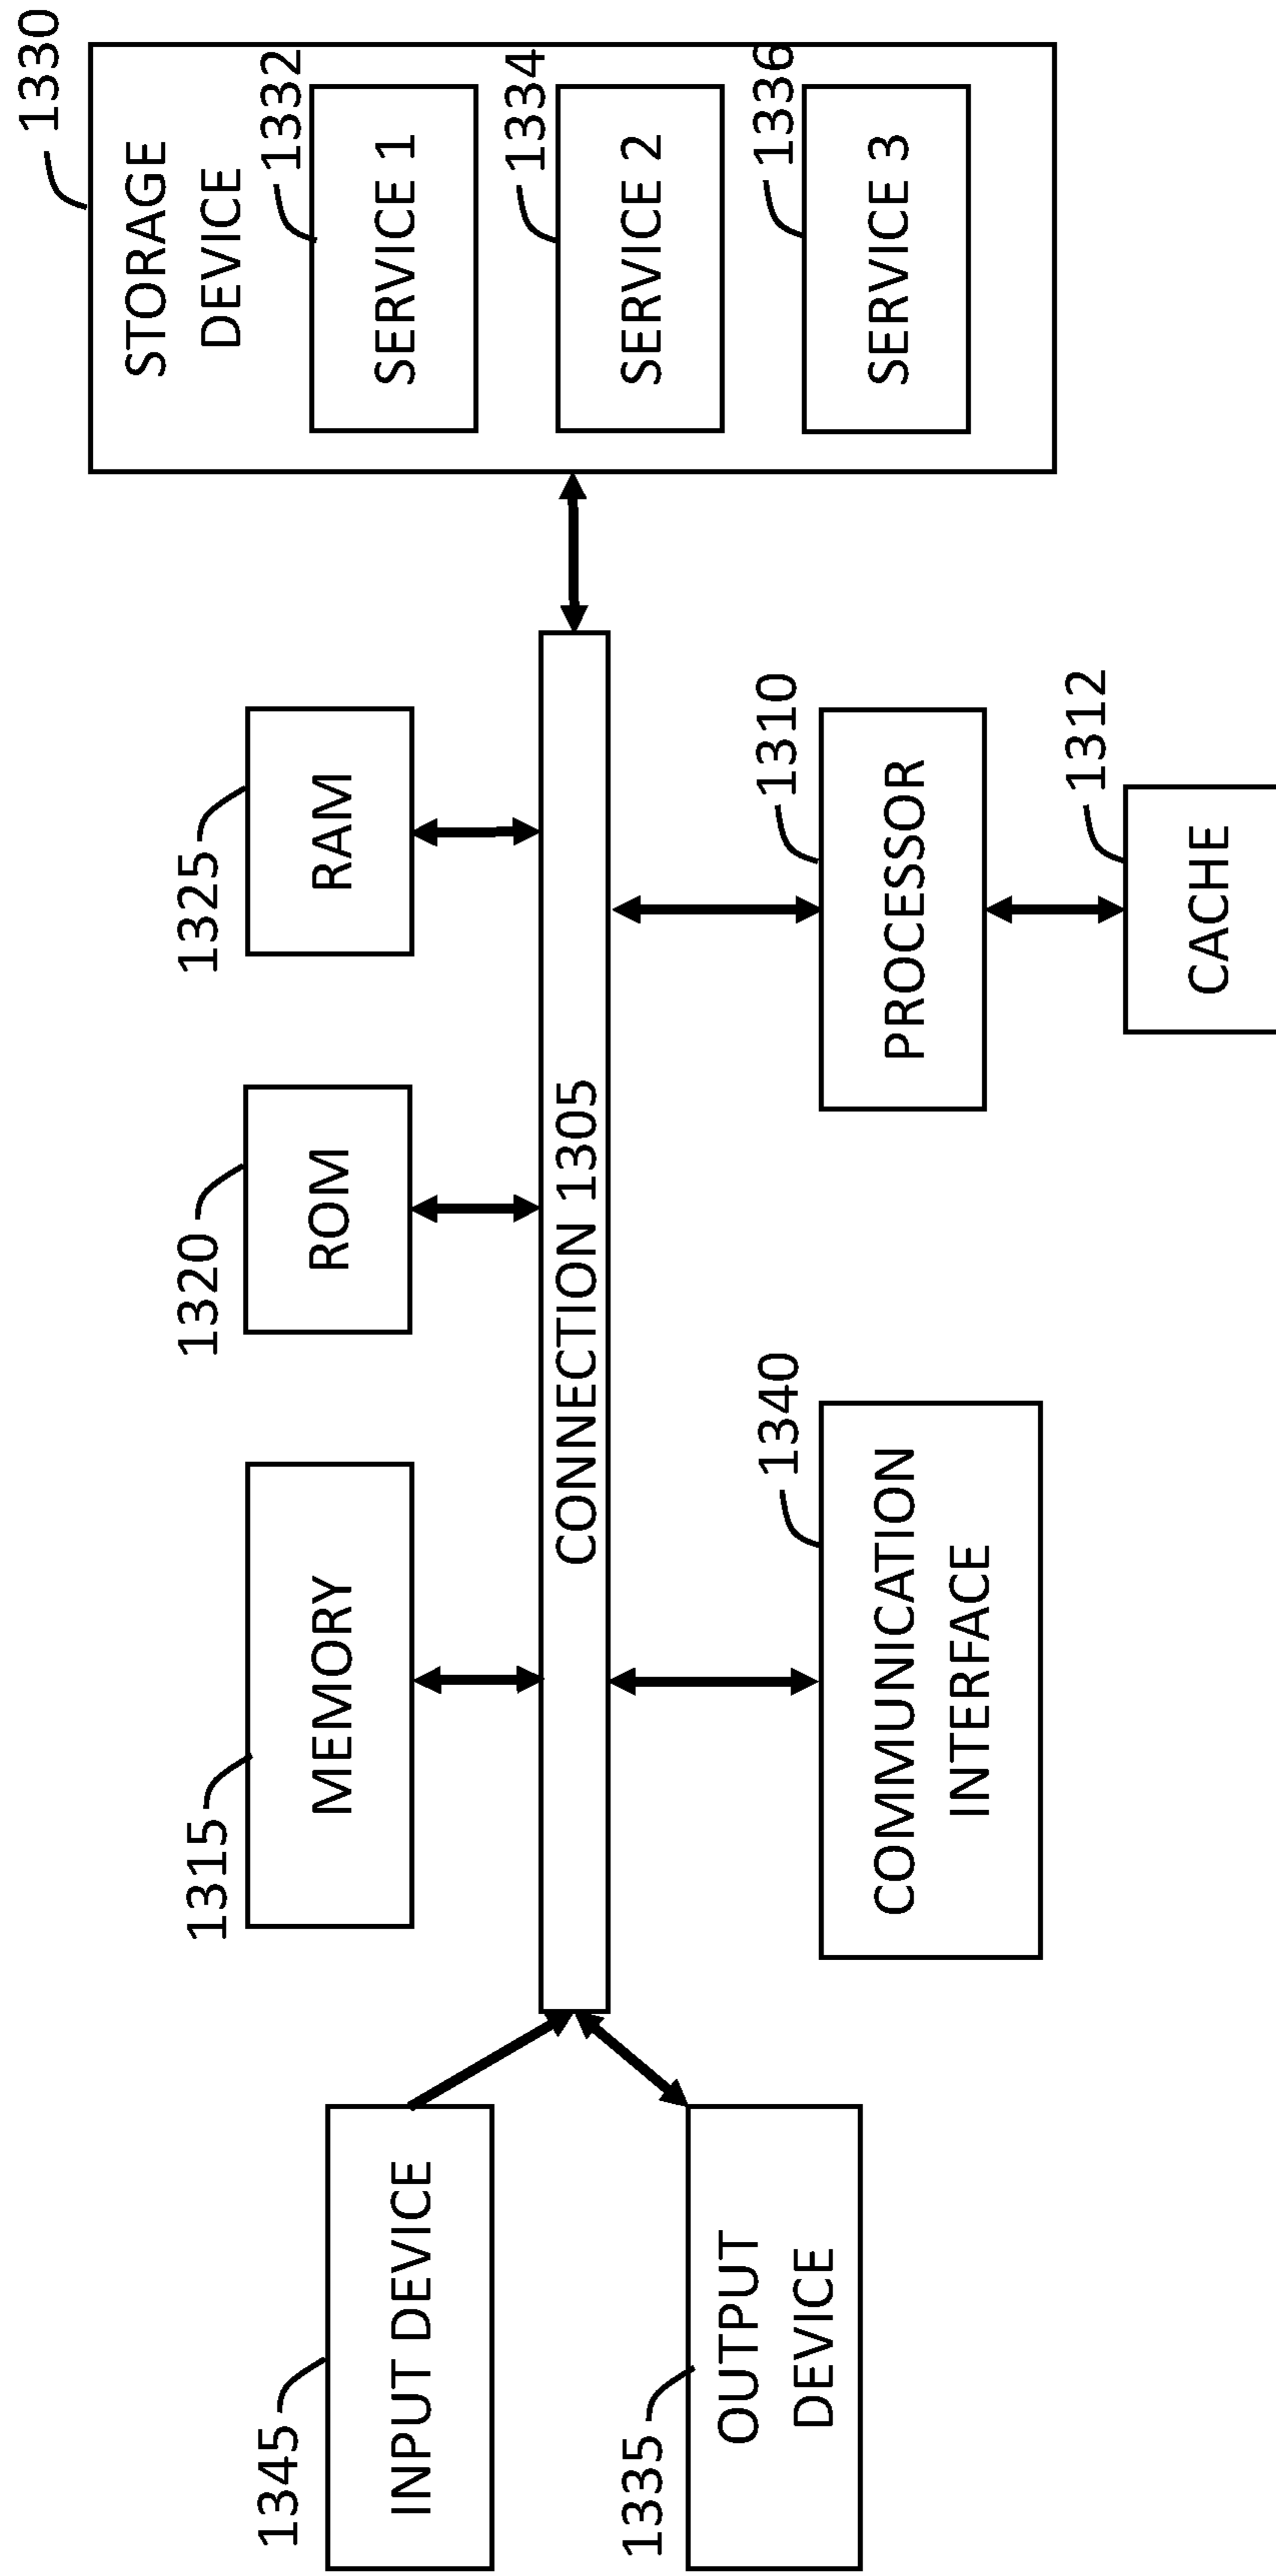 1330
STORAGE
DEVICE
1332
SERVICE 1
1334
SERVICE 2
1336
SERVICE 3
1325
RAM
1320
ROM
1315
MEMORY
1345
INPUT DEVICE
CONNECTION 1305
1335
OUTPUT
DEVICE
1340
COMMUNICATION
INTERFACE
1310
PROCESSOR
1312
CACHE